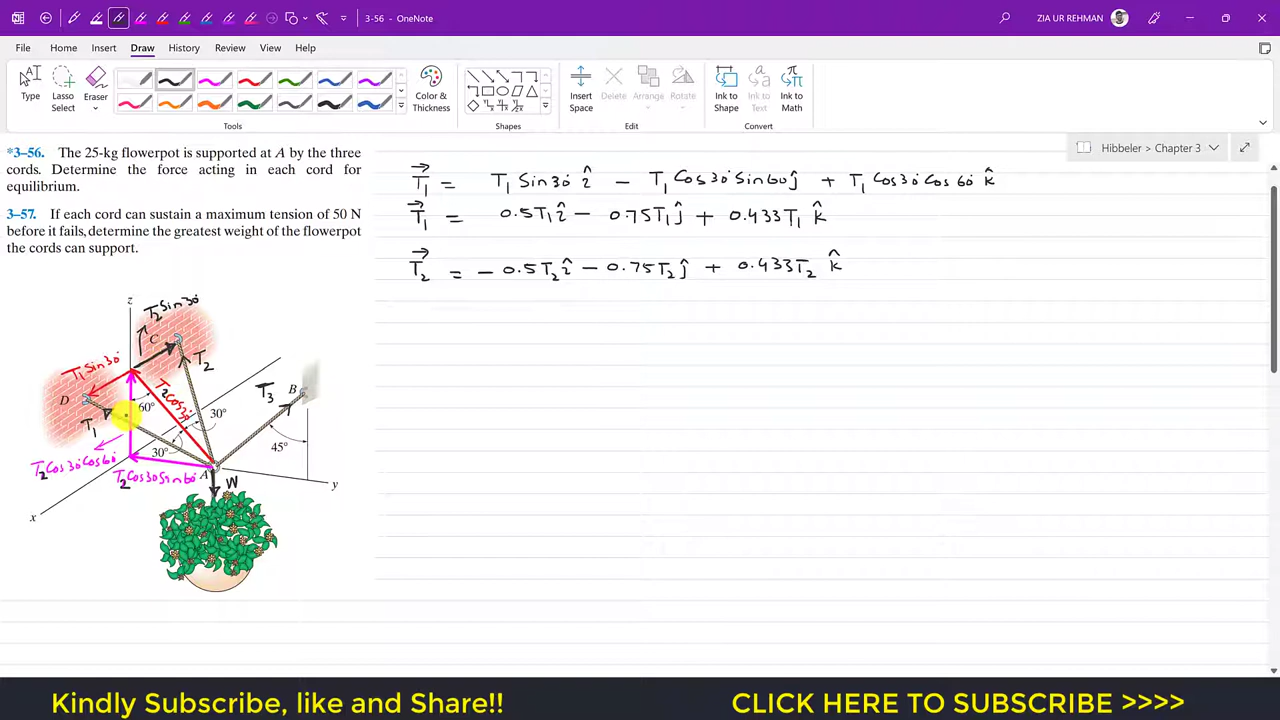 3-56 - OneNote
ZIA UR REHMAN
File Home Insert Draw History Review View Help
Type
Lasso Select
Eraser
Color & Thickness
Insert Space
Delete
Arrange
Rotate
Ink to Shape
Ink to Text
Ink to Math
Tools
Shapes
Edit
Convert
Hibbeler > Chapter 3
*3–56. The 25-kg flowerpot is supported at A by the three
cords. Determine the force acting in each cord for
equilibrium.
3–57. If each cord can sustain a maximum tension of 50 N
before it fails, determine the greatest weight of the flowerpot
the cords can support.
T₁ = T₁ Sin30° î − T₁ Cos30° Sin60 ĵ + T₁ Cos30° Cos60° k̂
T₁ = 0.5T₁ î − 0.75T₁ ĵ + 0.433T₁ k̂
T₂ = − 0.5T₂ î − 0.75T₂ ĵ + 0.433T₂ k̂
z
T₂ Sin30°
C
T₁ Sin30°
T₂
T₂ Cos30°
D
60°
T₃
B
T₁
30°
45°
30°
T₂ Cos30° Cos60°
T₂ Cos30 Sin60°
A
W
y
x
Kindly Subscribe, like and Share!!
CLICK HERE TO SUBSCRIBE >>>>